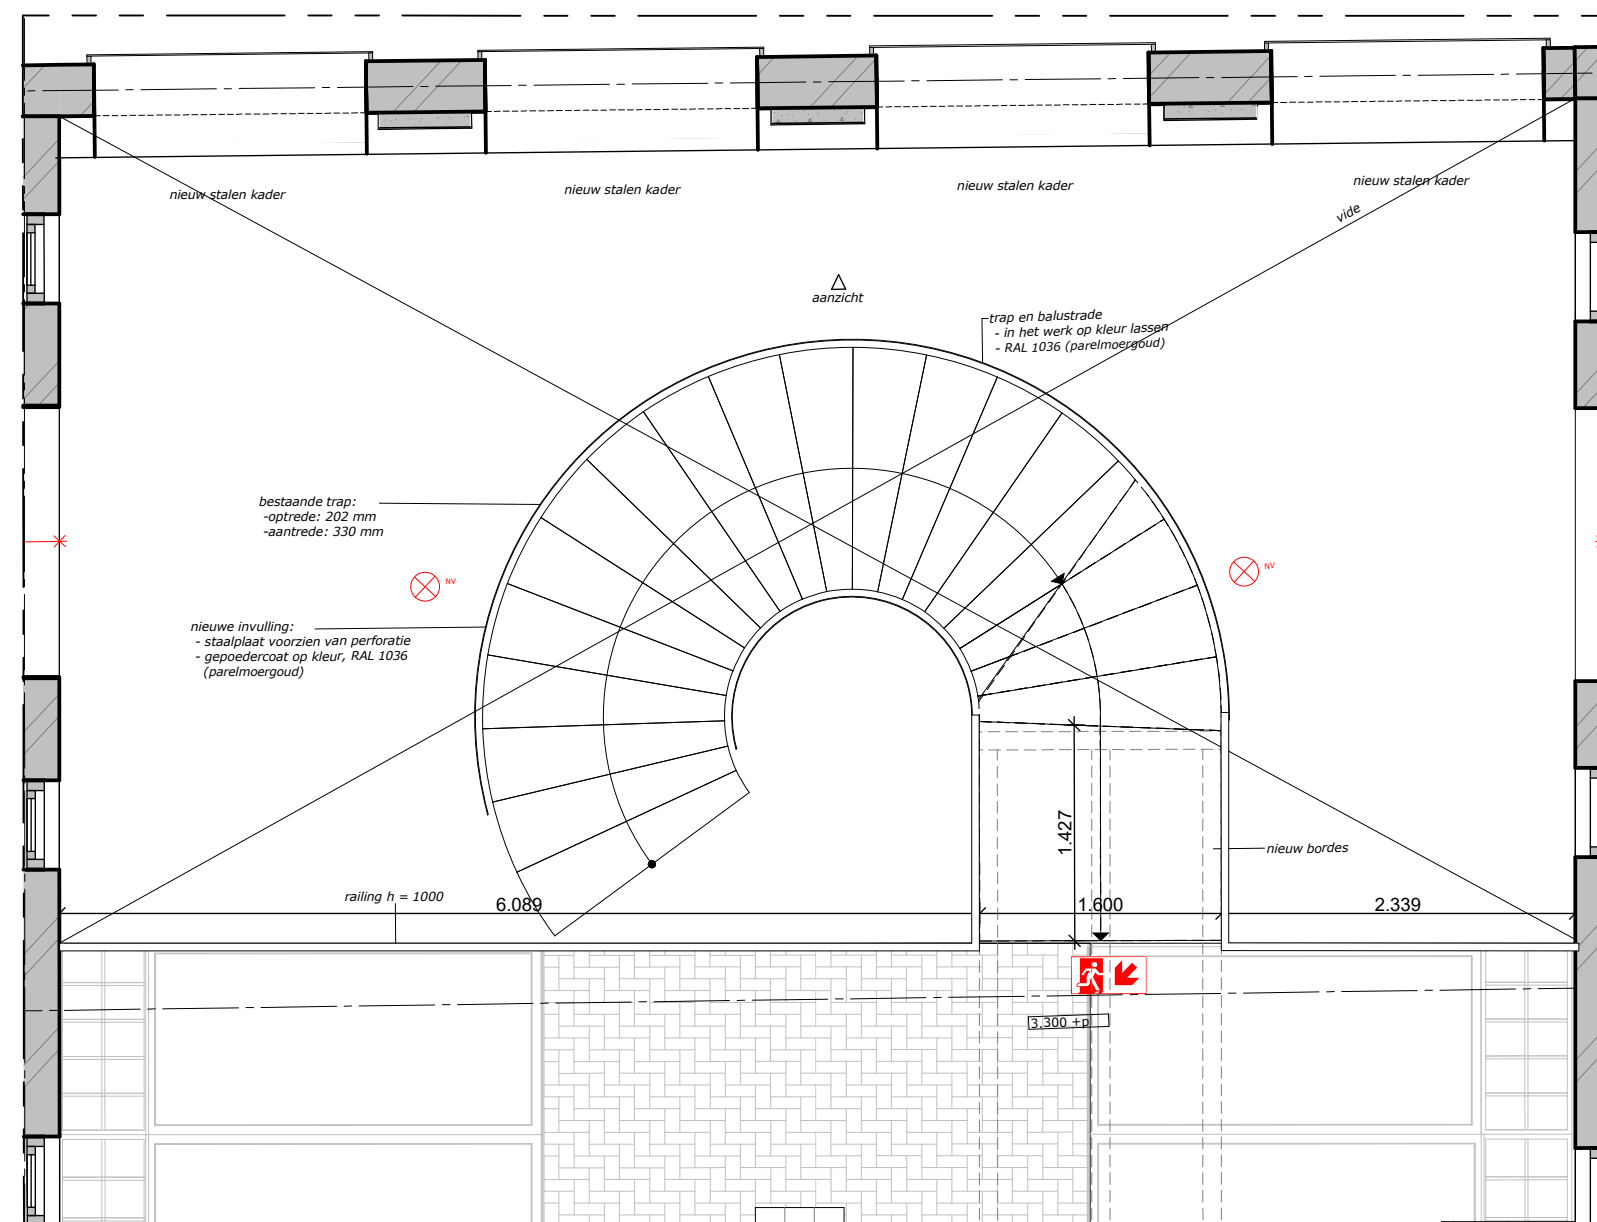 nieuw stalen kader
nieuw stalen kader
nieuw stalen kader
nieuw stalen kader
vide
aanzicht
trap en balustrade
- in het werk op kleur lassen
- RAL 1036 (parelmoergoud)
bestaande trap:
-optrede: 202 mm
-aantrede: 330 mm
NV
NV
nieuwe invulling:
- staalplaat voorzien van perforatie
- gepoedercoat op kleur, RAL 1036
(parelmoergoud)
1.427
nieuw bordes
railing h = 1000
6.089
1.600
2.339
3.300 +p